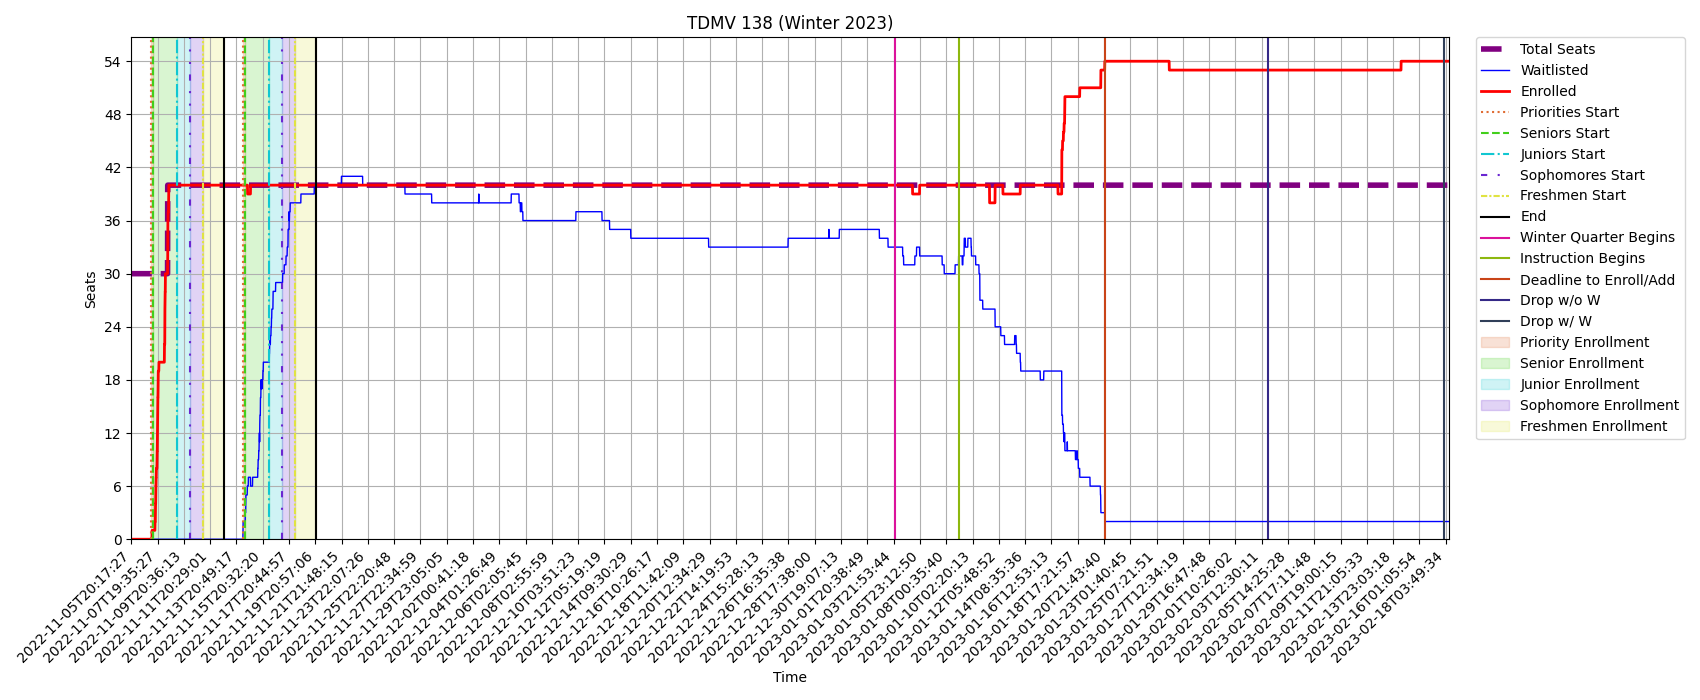 TDMV 138 (Winter 2023)
Seats
54
48
42
36
30
24
18
12
6
0
2022-11-05T20:17:27
2022-11-07T19:35:27
2022-11-09T20:36:13
2022-11-11T20:29:01
2022-11-13T20:49:17
2022-11-15T20:32:20
2022-11-17T20:44:57
2022-11-19T20:57:06
2022-11-21T21:48:15
2022-11-23T22:07:26
2022-11-25T22:20:48
2022-11-27T22:34:59
2022-11-29T23:05:05
2022-12-02T00:41:18
2022-12-04T01:26:49
2022-12-06T02:05:45
2022-12-08T02:55:59
2022-12-10T03:51:23
2022-12-12T05:19:19
2022-12-14T09:30:29
2022-12-16T10:26:17
2022-12-18T11:42:09
2022-12-20T12:34:29
2022-12-22T14:19:53
2022-12-24T15:28:13
2022-12-26T16:35:38
2022-12-28T17:38:00
2022-12-30T19:07:13
2023-01-01T20:38:49
2023-01-03T21:53:44
2023-01-05T23:12:50
2023-01-08T00:35:40
2023-01-10T02:20:13
2023-01-12T05:48:52
2023-01-14T08:35:36
2023-01-16T12:53:13
2023-01-18T17:21:57
2023-01-20T21:43:40
2023-01-23T01:40:45
2023-01-25T07:21:51
2023-01-27T12:34:19
2023-01-29T16:47:48
2023-02-01T10:26:02
2023-02-03T12:30:11
2023-02-05T14:25:28
2023-02-07T17:11:48
2023-02-09T19:00:15
2023-02-11T21:05:33
2023-02-13T23:03:18
2023-02-16T01:05:54
2023-02-18T03:49:34
Time
Total Seats
Waitlisted
Enrolled
Priorities Start
Seniors Start
Juniors Start
Sophomores Start
Freshmen Start
End
Winter Quarter Begins
Instruction Begins
Deadline to Enroll/Add
Drop w/o W
Drop w/ W
Priority Enrollment
Senior Enrollment
Junior Enrollment
Sophomore Enrollment
Freshmen Enrollment